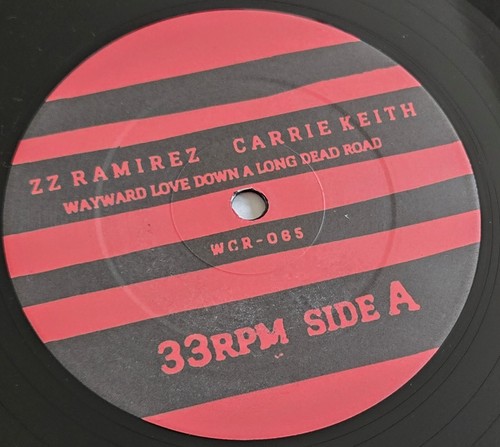 ZZ RAMIREZ CARRIE KEITH
WAYWARD LOVE DOWN A LONG DEAD ROAD
WCR-065
33RPM SIDE A